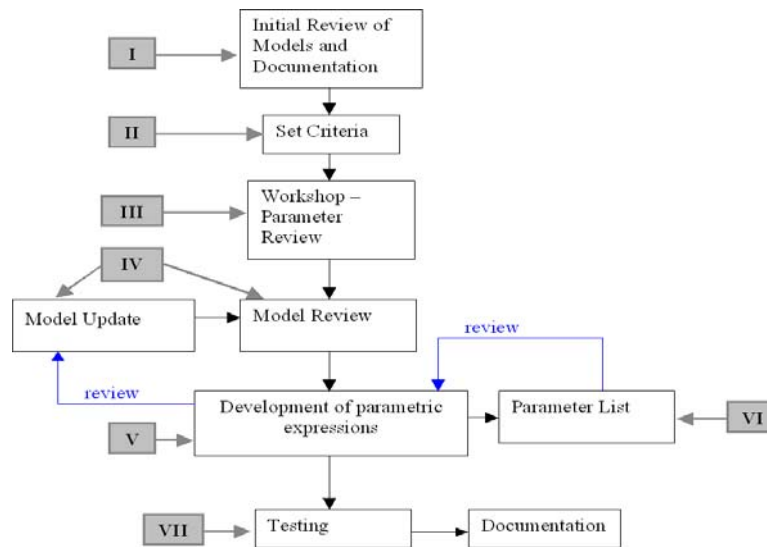 Initial Review of
Models and
Documentation
I
Set Criteria
II
Workshop –
Parameter
Review
III
IV
Model Update
Model Review
review
review
Development of parametric
expressions
Parameter List
VI
V
VII
Testing
Documentation